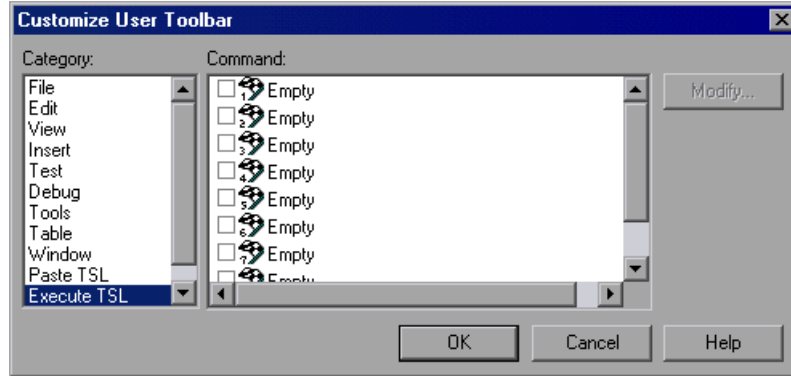 Customize User Toolbar
Category:
Command:
File
Edit
View
Insert
Test
Debug
Tools
Table
Window
Paste TSL
Execute TSL
1 Empty
2 Empty
3 Empty
4 Empty
5 Empty
6 Empty
7 Empty
Empty
Modify...
OK
Cancel
Help